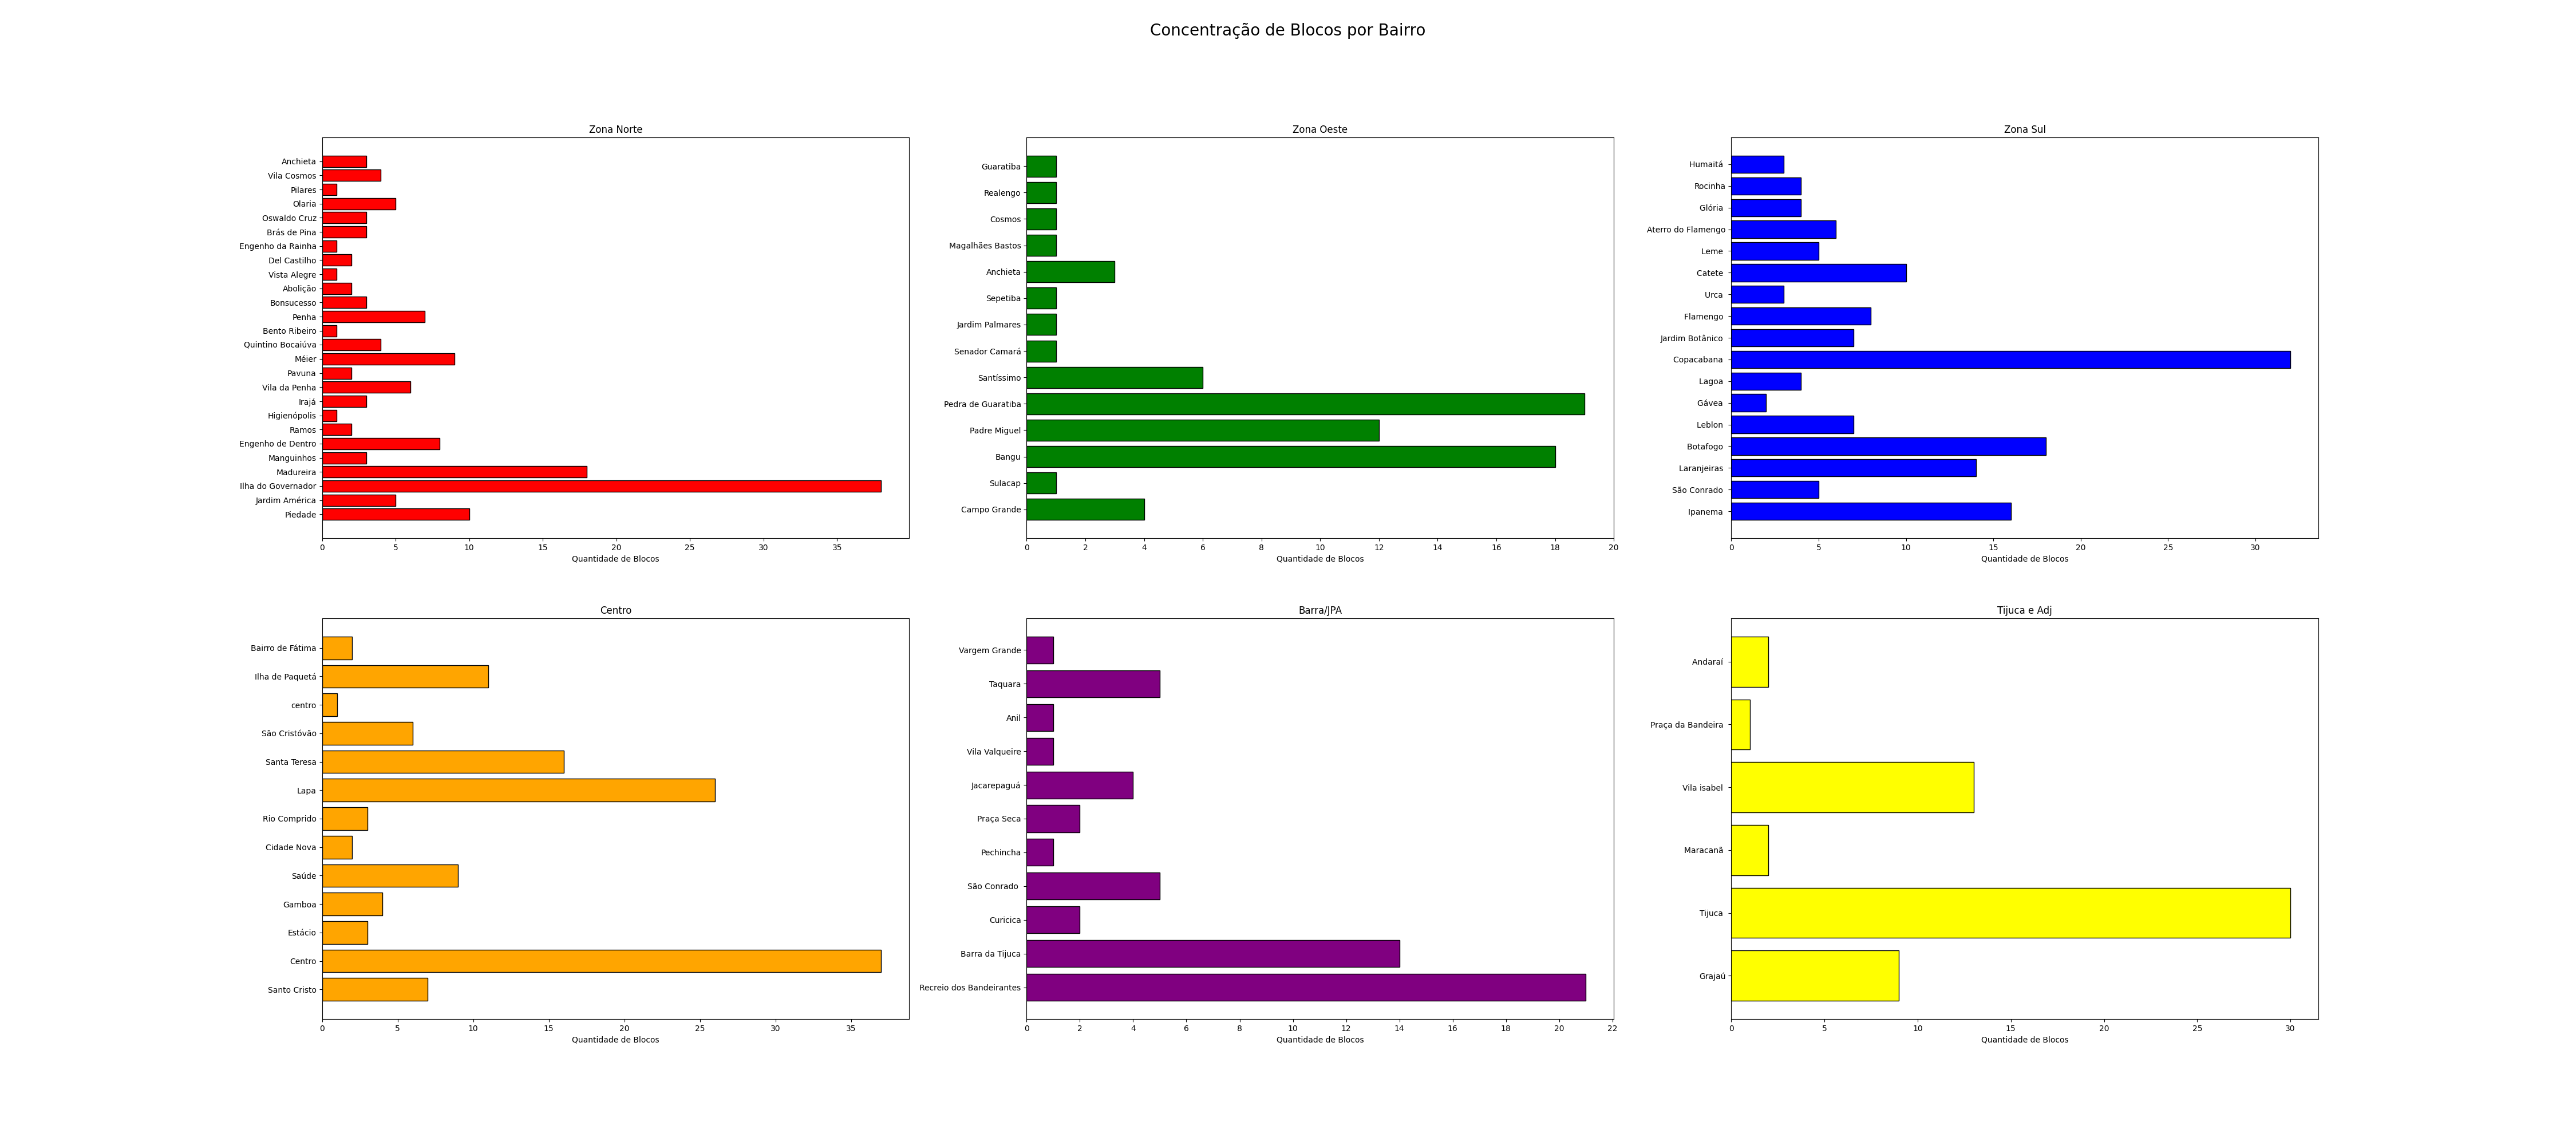 Concentração de Blocos por Bairro
Zona Norte
Anchieta
Vila Cosmos
Pilares
Olaria
Oswaldo Cruz
Brás de Pina
Engenho da Rainha
Del Castilho
Vista Alegre
Abolição
Bonsucesso
Penha
Bento Ribeiro
Quintino Bocaiúva
Méier
Pavuna
Vila da Penha
Irajá
Higienópolis
Ramos
Engenho de Dentro
Manguinhos
Madureira
Ilha do Governador
Jardim América
Piedade
0 5 10 15 20 25 30 35
Quantidade de Blocos
Zona Oeste
Guaratiba
Realengo
Cosmos
Magalhães Bastos
Anchieta
Sepetiba
Jardim Palmares
Senador Camará
Santíssimo
Pedra de Guaratiba
Padre Miguel
Bangu
Sulacap
Campo Grande
0 2 4 6 8 10 12 14 16 18 20
Quantidade de Blocos
Zona Sul
Humaitá
Rocinha
Glória
Aterro do Flamengo
Leme
Catete
Urca
Flamengo
Jardim Botânico
Copacabana
Lagoa
Gávea
Leblon
Botafogo
Laranjeiras
São Conrado
Ipanema
0 5 10 15 20 25 30
Quantidade de Blocos
Centro
Bairro de Fátima
Ilha de Paquetá
centro
São Cristóvão
Santa Teresa
Lapa
Rio Comprido
Cidade Nova
Saúde
Gamboa
Estácio
Centro
Santo Cristo
0 5 10 15 20 25 30 35
Quantidade de Blocos
Barra/JPA
Vargem Grande
Taquara
Anil
Vila Valqueire
Jacarepaguá
Praça Seca
Pechincha
São Conrado
Curicica
Barra da Tijuca
Recreio dos Bandeirantes
0 2 4 6 8 10 12 14 16 18 20 22
Quantidade de Blocos
Tijuca e Adj
Andaraí
Praça da Bandeira
Vila isabel
Maracanã
Tijuca
Grajaú
0 5 10 15 20 25 30
Quantidade de Blocos